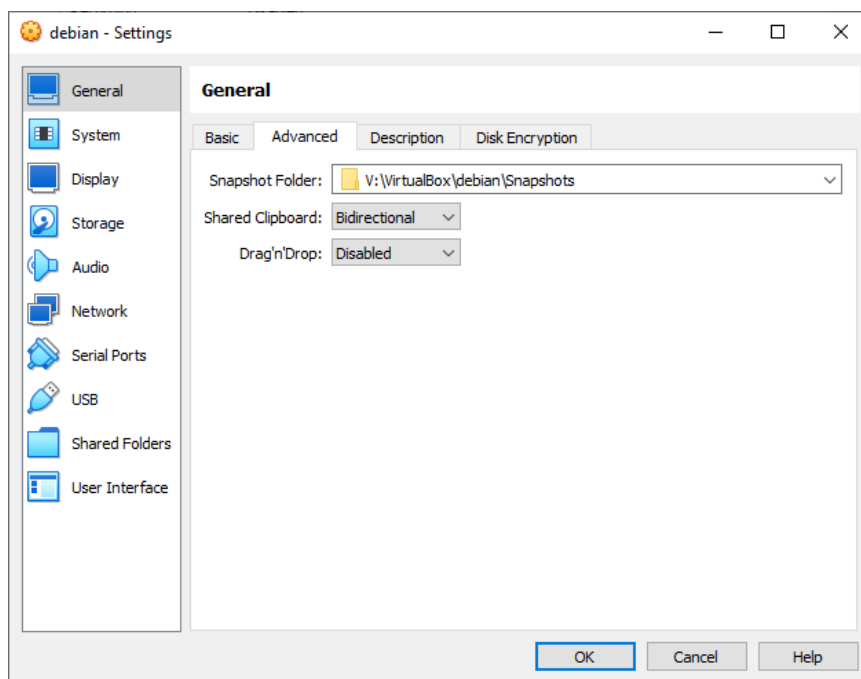 debian - Settings
General
System
Display
Storage
Audio
Network
Serial Ports
USB
Shared Folders
User Interface
General
Basic Advanced Description Disk Encryption
Snapshot Folder: V:\VirtualBox\debian\Snapshots
Shared Clipboard: Bidirectional
Drag'n'Drop: Disabled
OK Cancel Help